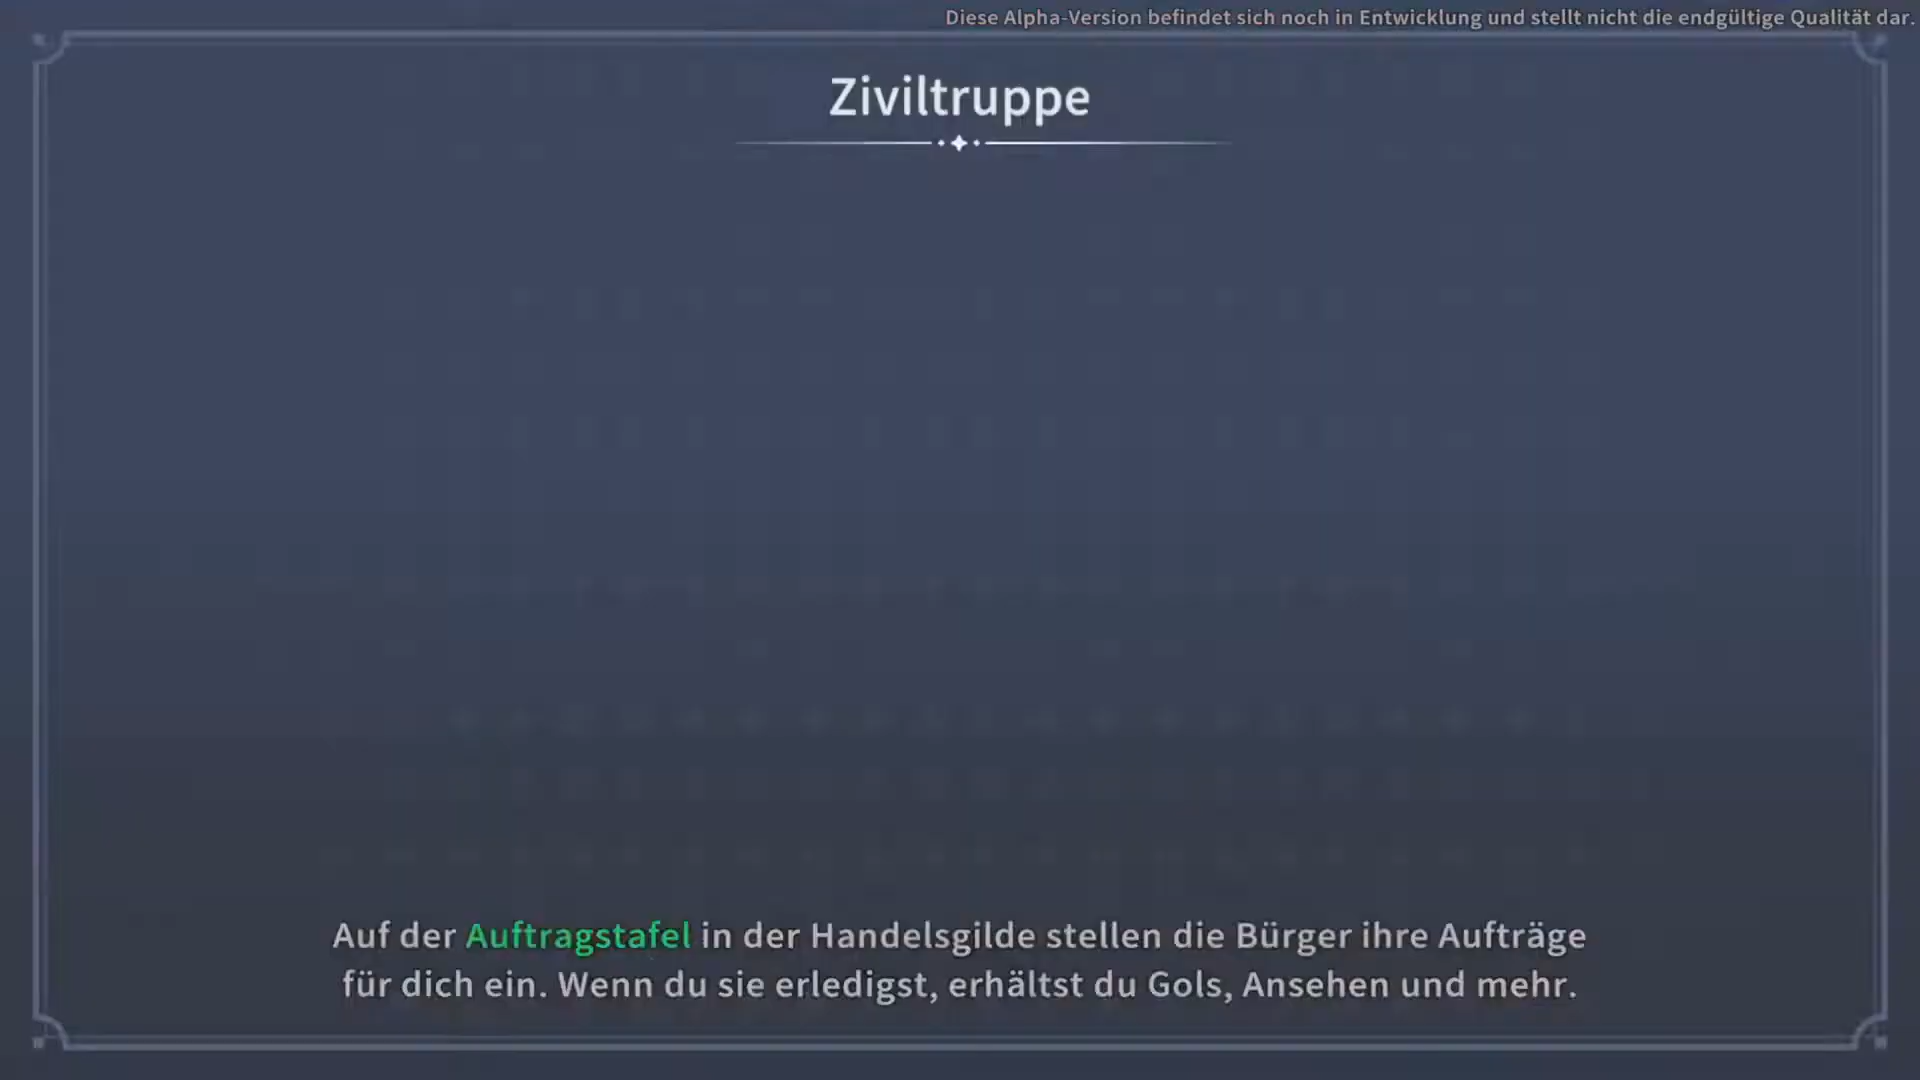 Diese Alpha-Version befindet sich noch in Entwicklung und stellt nicht die endgültige Qualität dar.
Ziviltruppe
Auf der Auftragstafel in der Handelsgilde stellen die Bürger ihre Aufträge
für dich ein. Wenn du sie erledigst, erhältst du Gols, Ansehen und mehr.